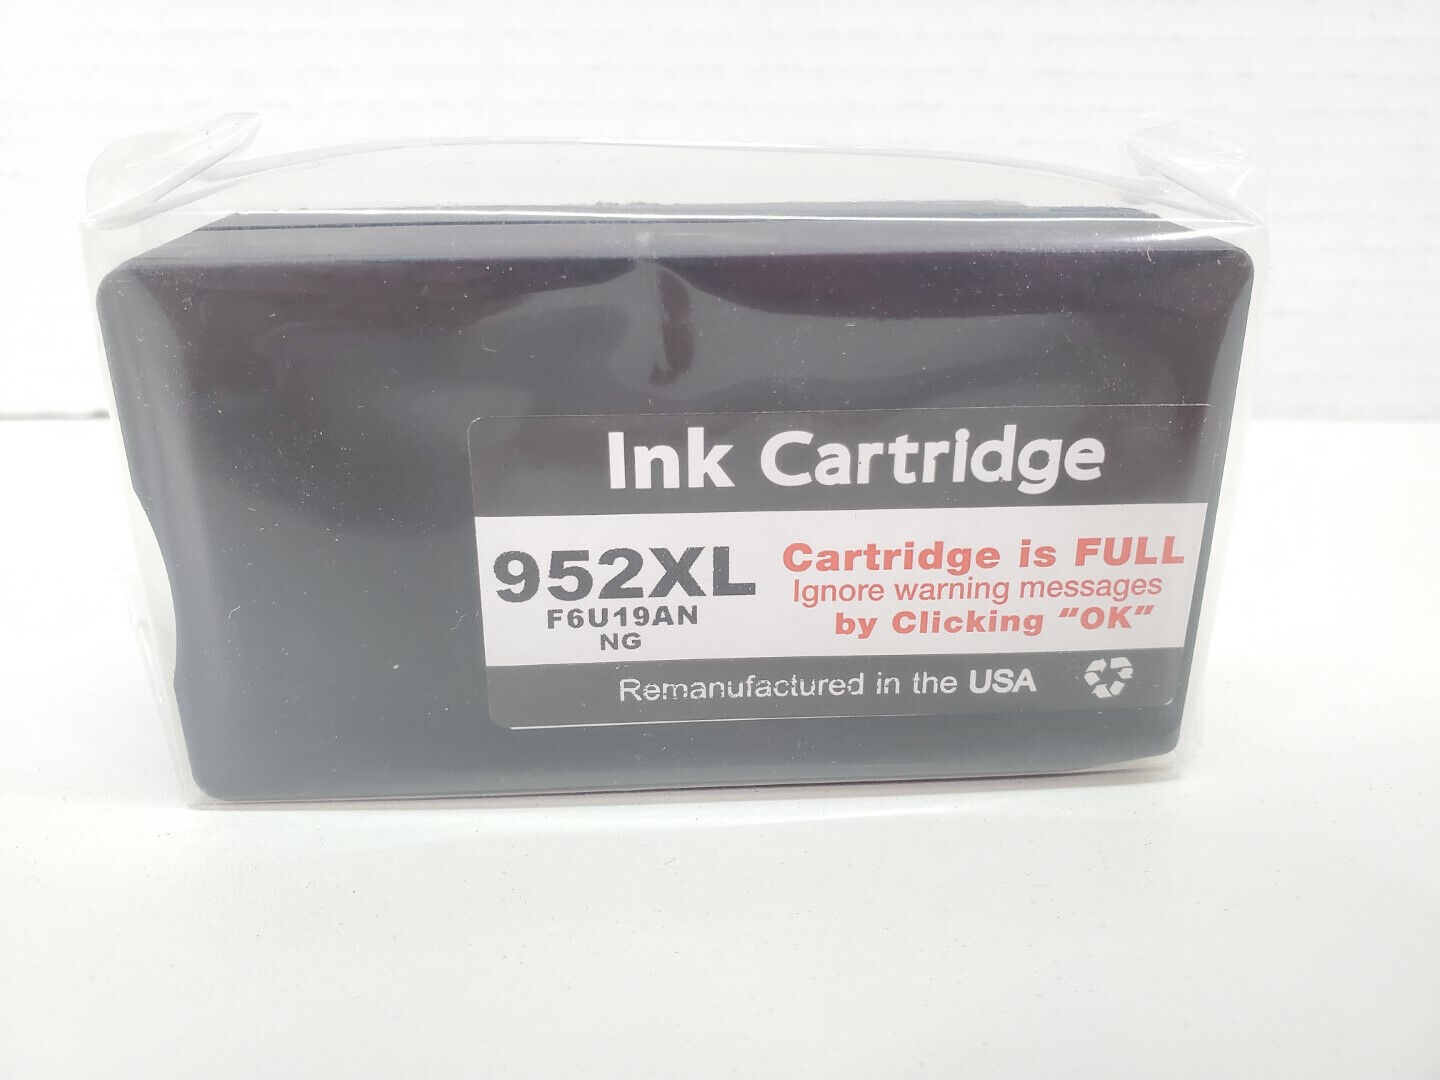 Ink Cartridge
952XL
F6U19AN
NG
Cartridge is FULL
Ignore warning messages
by Clicking "OK"
Remanufactured in the USA